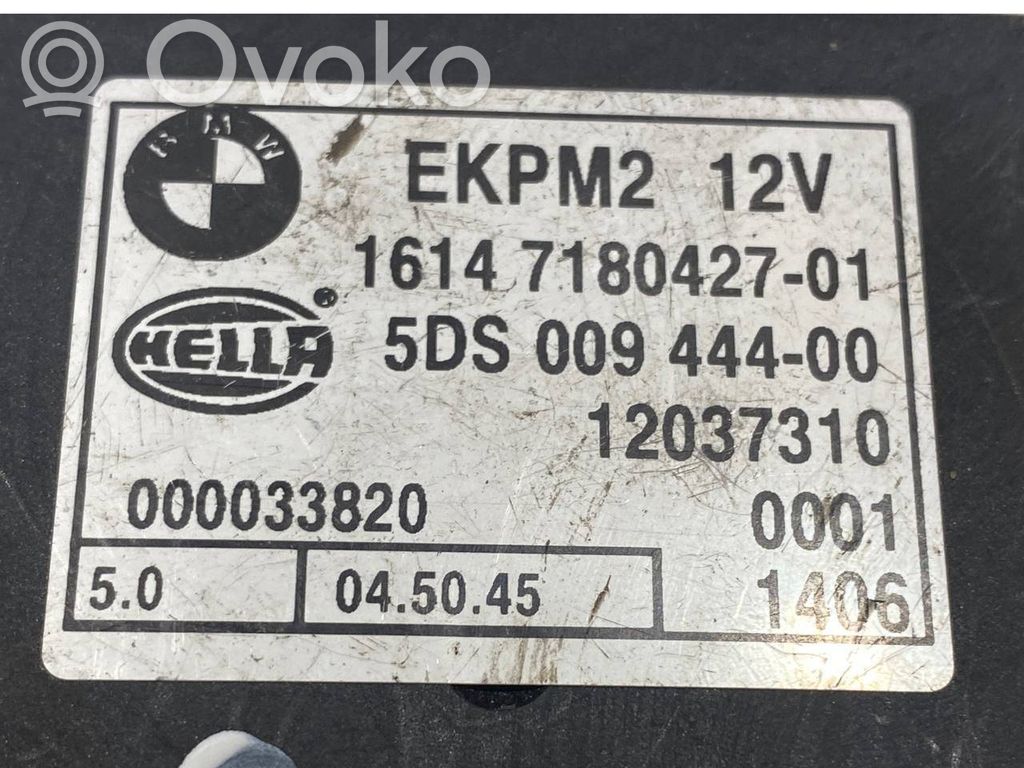 Ovoko
BMW
EKPM2 12V
1614 7180427-01
HELLA ®
5DS 009 444-00
12037310
000033820 0001
5.0 04.50.45 1406